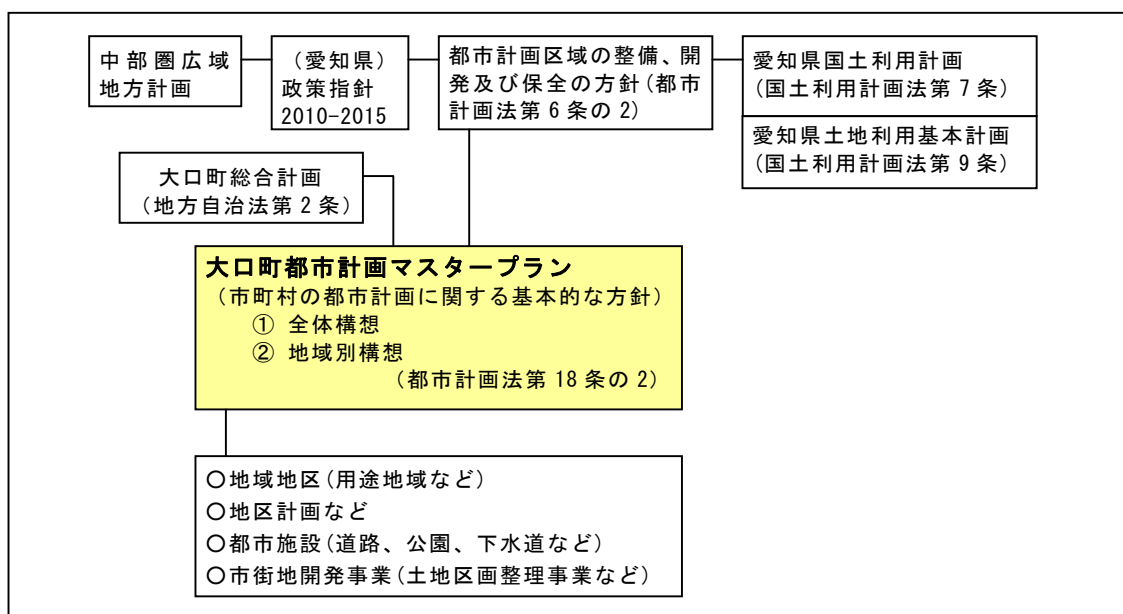 中部圏広域
地方計画
（愛知県）
政策指針
2010-2015
都市計画区域の整備、開
発及び保全の方針(都市
計画法第6条の2)
愛知県国土利用計画
(国土利用計画法第7条)
愛知県土地利用基本計画
(国土利用計画法第9条)
大口町総合計画
(地方自治法第2条)
大口町都市計画マスタープラン
（市町村の都市計画に関する基本的な方針）
① 全体構想
② 地域別構想
(都市計画法第18条の2)
○地域地区(用途地域など)
○地区計画など
○都市施設(道路、公園、下水道など)
○市街地開発事業(土地区画整理事業など)